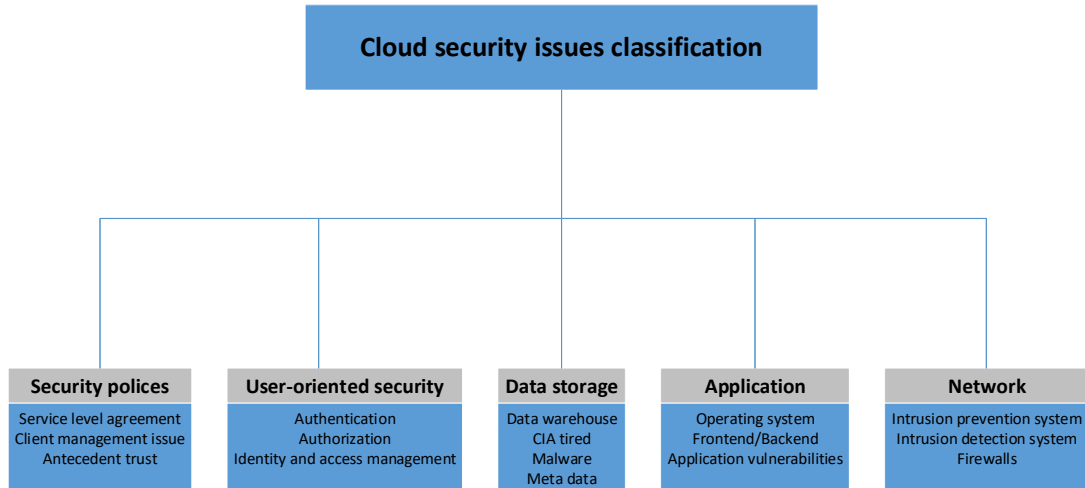 Cloud security issues classification
Security polices
Service level agreement
Client management issue
Antecedent trust
User-oriented security
Authentication
Authorization
Identity and access management
Data storage
Data warehouse
CIA tired
Malware
Meta data
Application
Operating system
Frontend/Backend
Application vulnerabilities
Network
Intrusion prevention system
Intrusion detection system
Firewalls